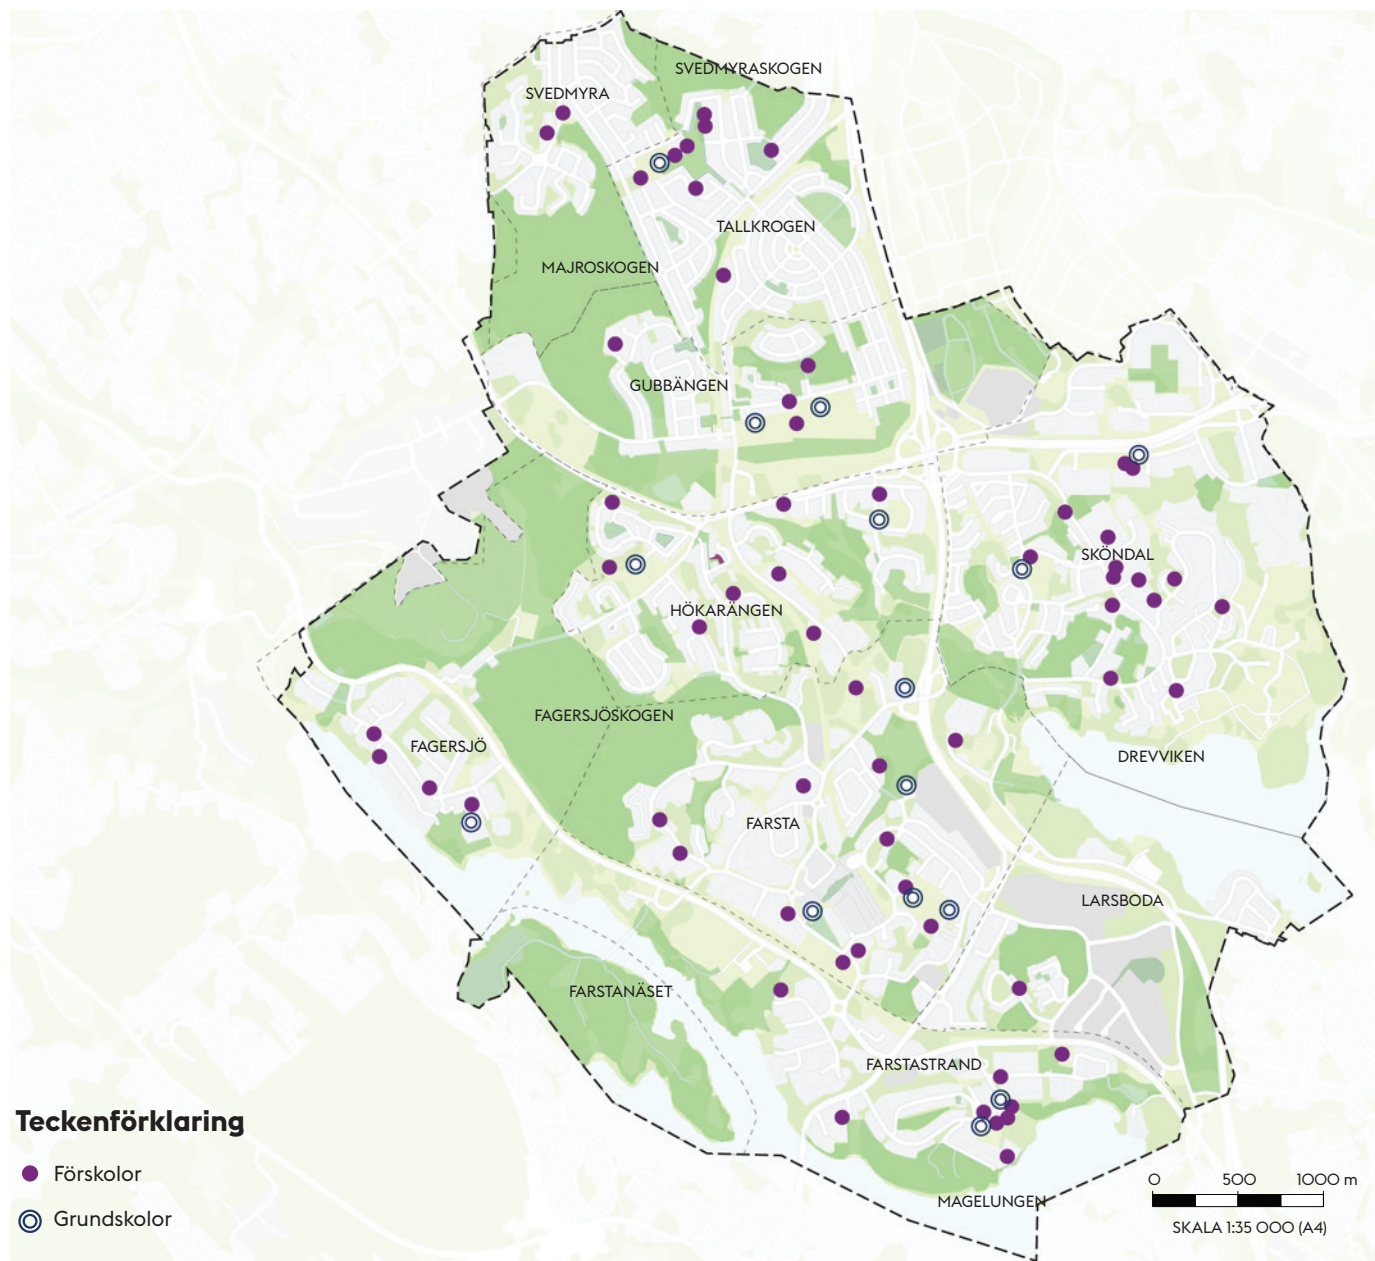 SVEDMYRASKOGEN
SVEDMYRA
TALLKROGEN
MAJROSKOGEN
GUBBÄNGEN
SKÖNDAL
HÖKARÄNGEN
FAGERSJÖSKOGEN
FAGERSJÖ
DREVVIKEN
FARSTA
LARSBODA
FARSTANÄSET
FARSTASTRAND
MAGELUNGEN
Teckenförklaring
Förskolor
Grundskolor
0 500 1000 m
SKALA 1:35 000 (A4)